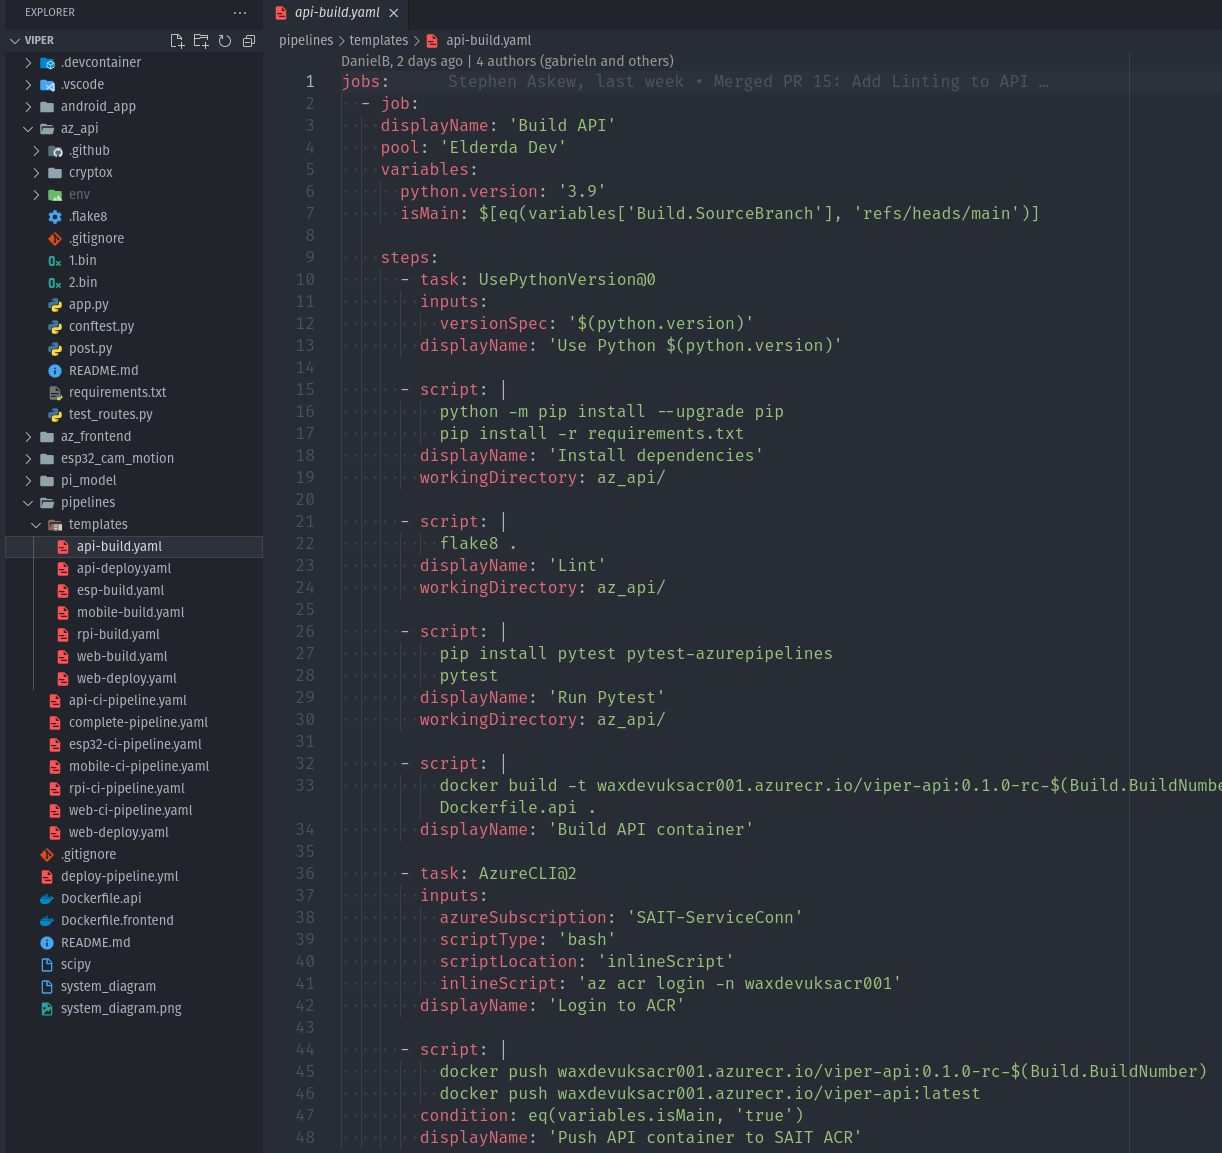 EXPLORER
VIPER
.devcontainer
.vscode
android_app
az_api
.github
cryptox
env
.flake8
.gitignore
1.bin
2.bin
app.py
conftest.py
post.py
README.md
requirements.txt
test_routes.py
az_frontend
esp32_cam_motion
pi_model
pipelines
templates
api-build.yaml
api-deploy.yaml
esp-build.yaml
mobile-build.yaml
rpi-build.yaml
web-build.yaml
web-deploy.yaml
api-ci-pipeline.yaml
complete-pipeline.yaml
esp32-ci-pipeline.yaml
mobile-ci-pipeline.yaml
rpi-ci-pipeline.yaml
web-ci-pipeline.yaml
web-deploy.yaml
.gitignore
deploy-pipeline.yml
Dockerfile.api
Dockerfile.frontend
README.md
scipy
system_diagram
system_diagram.png
api-build.yaml
pipelines > templates > api-build.yaml
DanielB, 2 days ago | 4 authors (gabrieln and others)
1 jobs: Stephen Askew, last week • Merged PR 15: Add Linting to API …
2 - job:
3 displayName: 'Build API'
4 pool: 'Elderda Dev'
5 variables:
6 python.version: '3.9'
7 isMain: $[eq(variables['Build.SourceBranch'], 'refs/heads/main')]
8
9 steps:
10 - task: UsePythonVersion@0
11 inputs:
12 versionSpec: '$(python.version)'
13 displayName: 'Use Python $(python.version)'
14
15 - script: |
16 python -m pip install --upgrade pip
17 pip install -r requirements.txt
18 displayName: 'Install dependencies'
19 workingDirectory: az_api/
20
21 - script: |
22 flake8 .
23 displayName: 'Lint'
24 workingDirectory: az_api/
25
26 - script: |
27 pip install pytest pytest-azurepipelines
28 pytest
29 displayName: 'Run Pytest'
30 workingDirectory: az_api/
31
32 - script: |
33 docker build -t waxdevuksacr001.azurecr.io/viper-api:0.1.0-rc-$(Build.BuildNumbe
Dockerfile.api .
34 displayName: 'Build API container'
35
36 - task: AzureCLI@2
37 inputs:
38 azureSubscription: 'SAIT-ServiceConn'
39 scriptType: 'bash'
40 scriptLocation: 'inlineScript'
41 inlineScript: 'az acr login -n waxdevuksacr001'
42 displayName: 'Login to ACR'
43
44 - script: |
45 docker push waxdevuksacr001.azurecr.io/viper-api:0.1.0-rc-$(Build.BuildNumber)
46 docker push waxdevuksacr001.azurecr.io/viper-api:latest
47 condition: eq(variables.isMain, 'true')
48 displayName: 'Push API container to SAIT ACR'